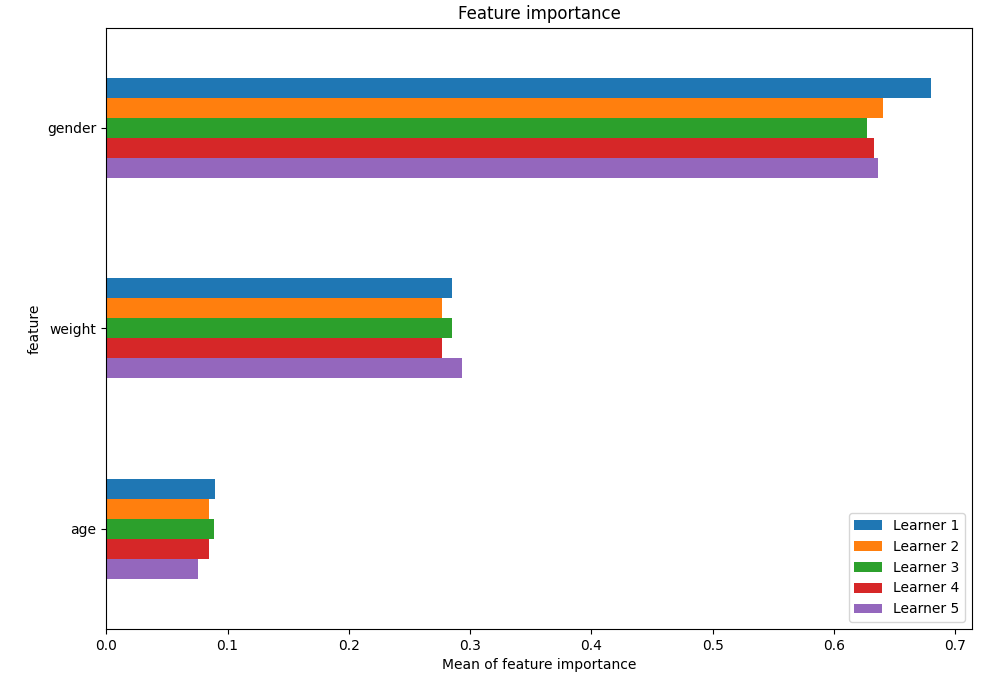 Feature importance
gender
weight
age
feature
Learner 1
Learner 2
Learner 3
Learner 4
Learner 5
0.0 0.1 0.2 0.3 0.4 0.5 0.6 0.7
Mean of feature importance